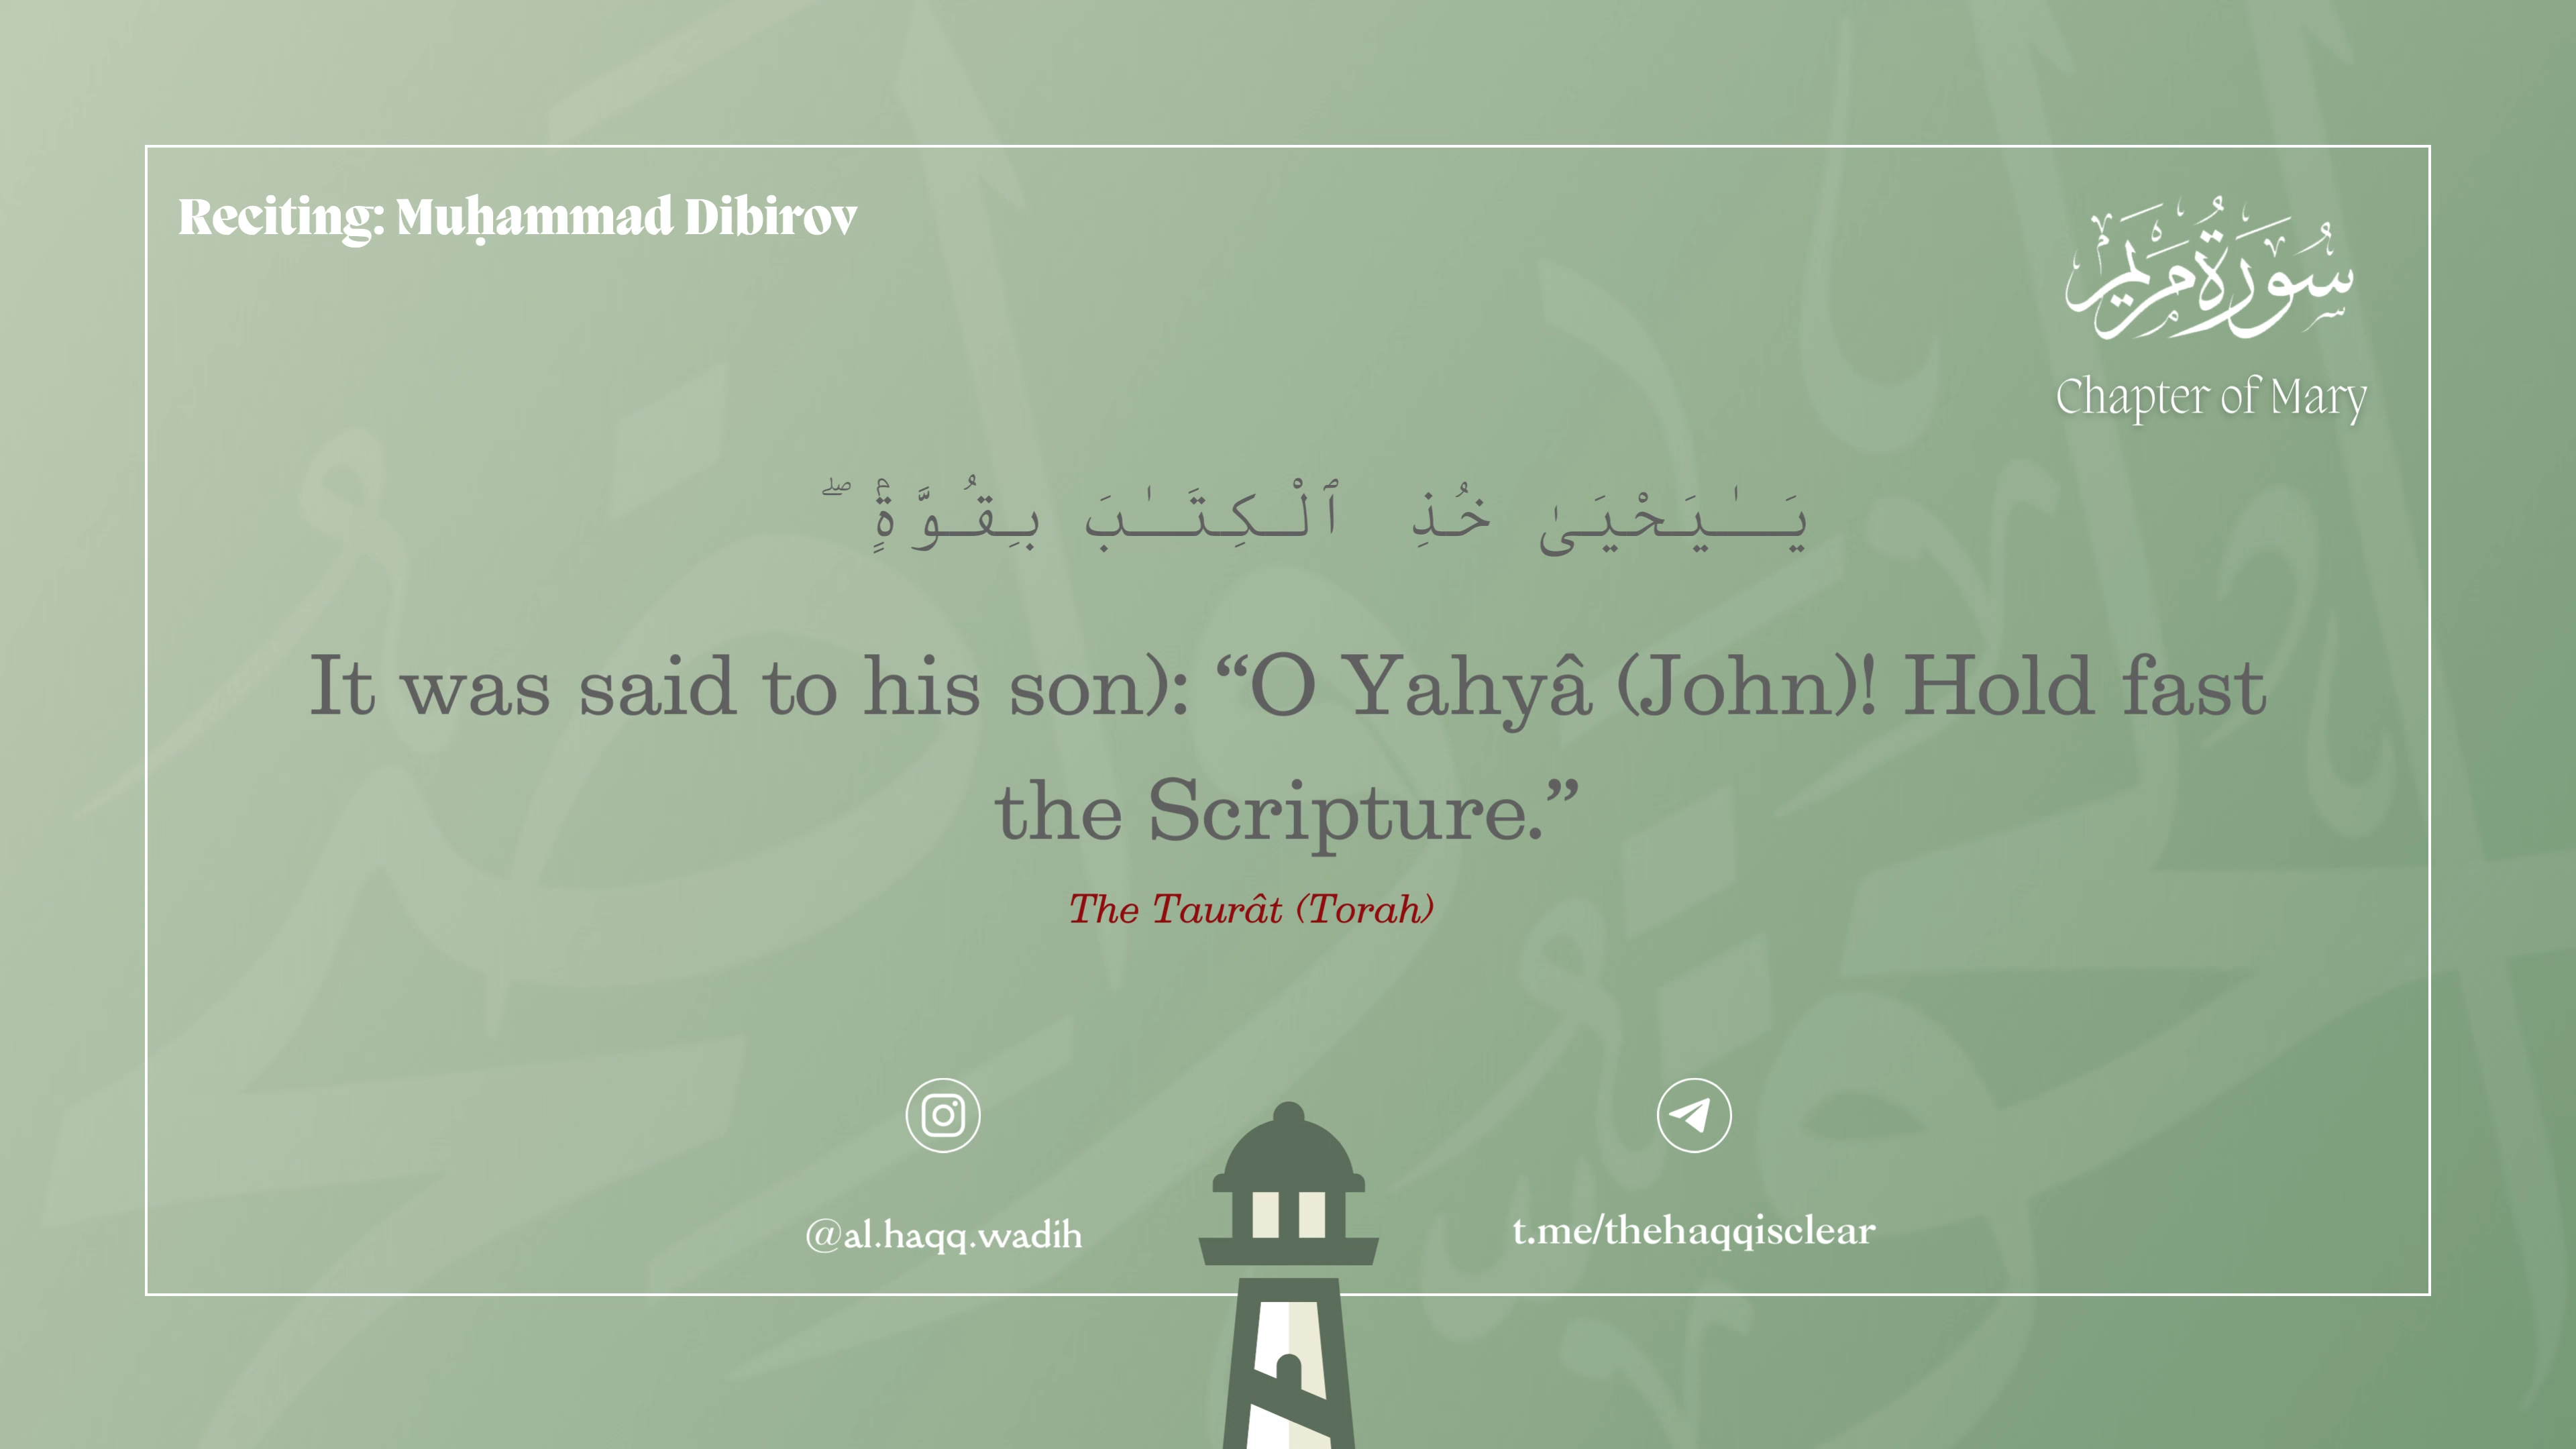 Reciting: Muḥammad Dibirov
سُورَةُ مَرْيَمَ
Chapter of Mary
يَـٰيَحْيَىٰ خُذِ ٱلْكِتَـٰبَ بِقُوَّةٍۢ ۖ
It was said to his son): “O Yahyâ (John)! Hold fast
the Scripture.”
The Taurât (Torah)
@al.haqq.wadih
t.me/thehaqqisclear